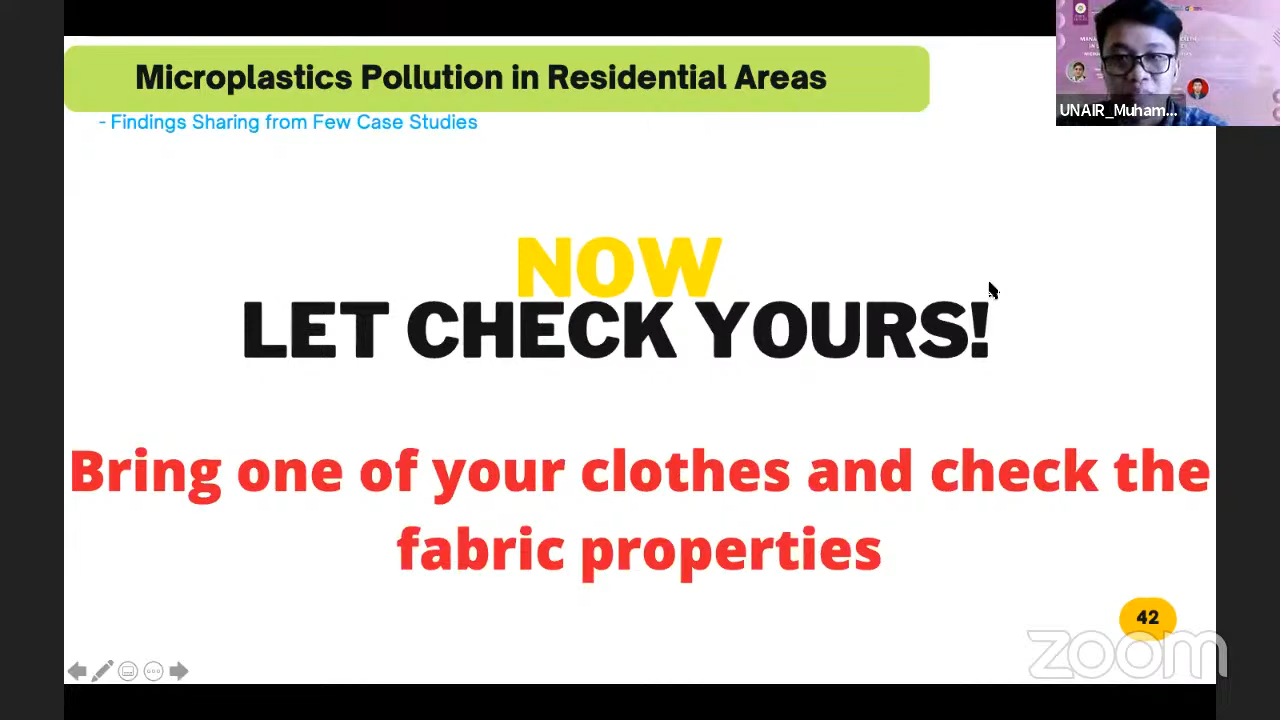 Microplastics Pollution in Residential Areas
- Findings Sharing from Few Case Studies
UNAIR_Muham...
NOW
LET CHECK YOURS!
Bring one of your clothes and check the
fabric properties
42
zoom